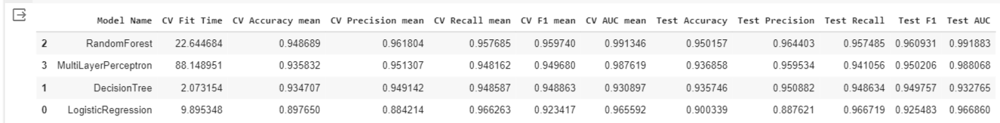 Model Name CV Fit Time CV Accuracy mean CV Precision mean CV Recall mean CV F1 mean CV AUC mean Test Accuracy Test Precision Test Recall Test F1 Test AUC
2 RandomForest 22.644684 0.948689 0.961804 0.957685 0.959740 0.991346 0.950157 0.964403 0.957485 0.960931 0.991883
3 MultiLayerPerceptron 88.148951 0.935832 0.951307 0.948162 0.949680 0.987619 0.936858 0.959534 0.941056 0.950206 0.988068
1 DecisionTree 2.073154 0.934707 0.949142 0.948587 0.948863 0.930897 0.935746 0.950882 0.948634 0.949757 0.932765
0 LogisticRegression 9.895348 0.897650 0.884214 0.966263 0.923417 0.965592 0.900339 0.887621 0.966719 0.925483 0.966860